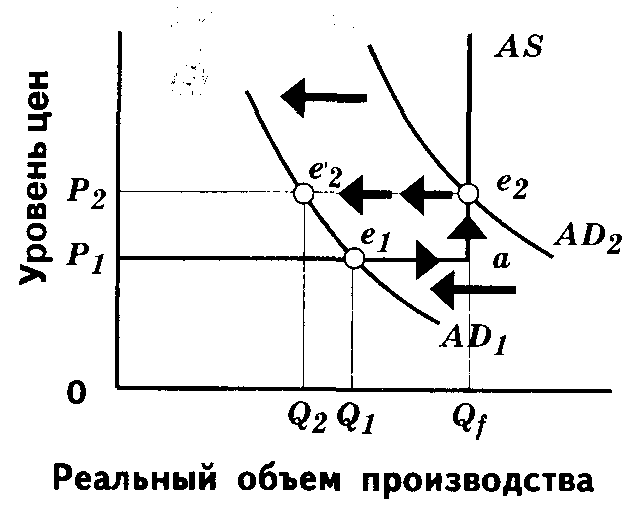 Уровень цен
AS
P2
e'2
e2
P1
e1
a
AD2
AD1
0
Q2 Q1 Qf
Реальный объем производства